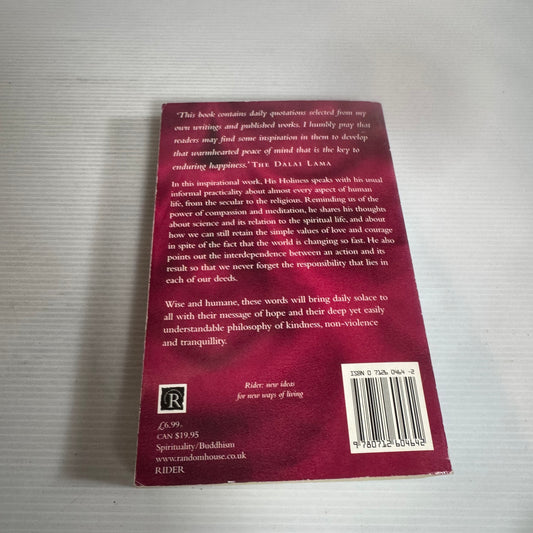 'This book contains daily quotations selected from my
own writings and published works. I humbly pray that
readers may find some inspiration in them to develop
that warmhearted peace of mind that is the key to
enduring happiness.' THE DALAI LAMA
In this inspirational work, His Holiness speaks with his usual
informal practicality about almost every aspect of human
life, from the secular to the religious. Reminding us of the
power of compassion and meditation, he shares his thoughts
about science and its relation to the spiritual life, and about
how we can still retain the simple values of love and courage
in spite of the fact that the world is changing so fast. He also
points out the interdependence between an action and its
result so that we never forget the responsibility that lies in
each of our deeds.
Wise and humane, these words will bring daily solace to
all with their message of hope and their deep yet easily
understandable philosophy of kindness, non-violence
and tranquillity.
Rider: new ideas
for new ways of living
R
£6.99
CAN $19.95
Spirituality/Buddhism
www.randomhouse.co.uk
RIDER
ISBN 0 7126 0464 -2
9 780712 604642